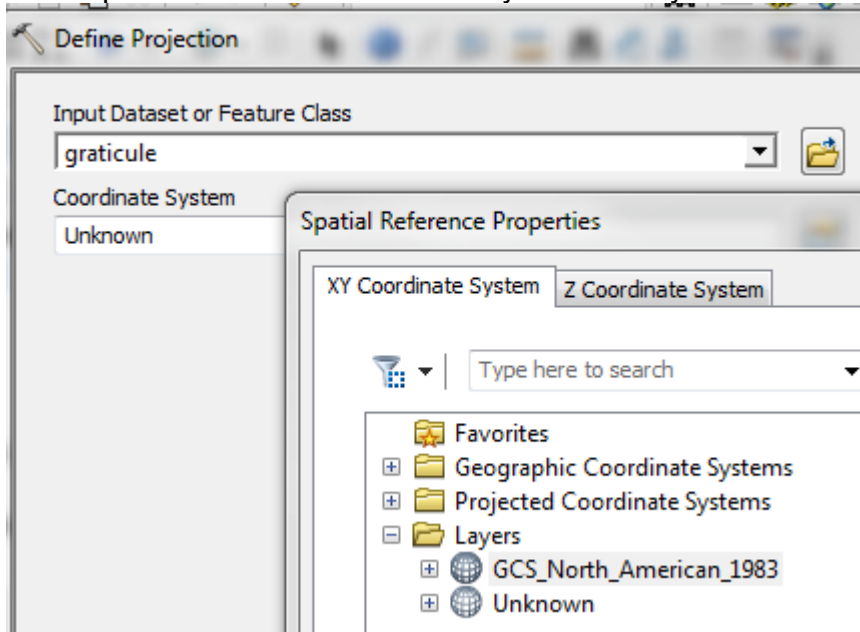 Define Projection
Input Dataset or Feature Class
graticule
Coordinate System
Unknown
Spatial Reference Properties
XY Coordinate System
Z Coordinate System
Type here to search
Favorites
Geographic Coordinate Systems
Projected Coordinate Systems
Layers
GCS_North_American_1983
Unknown